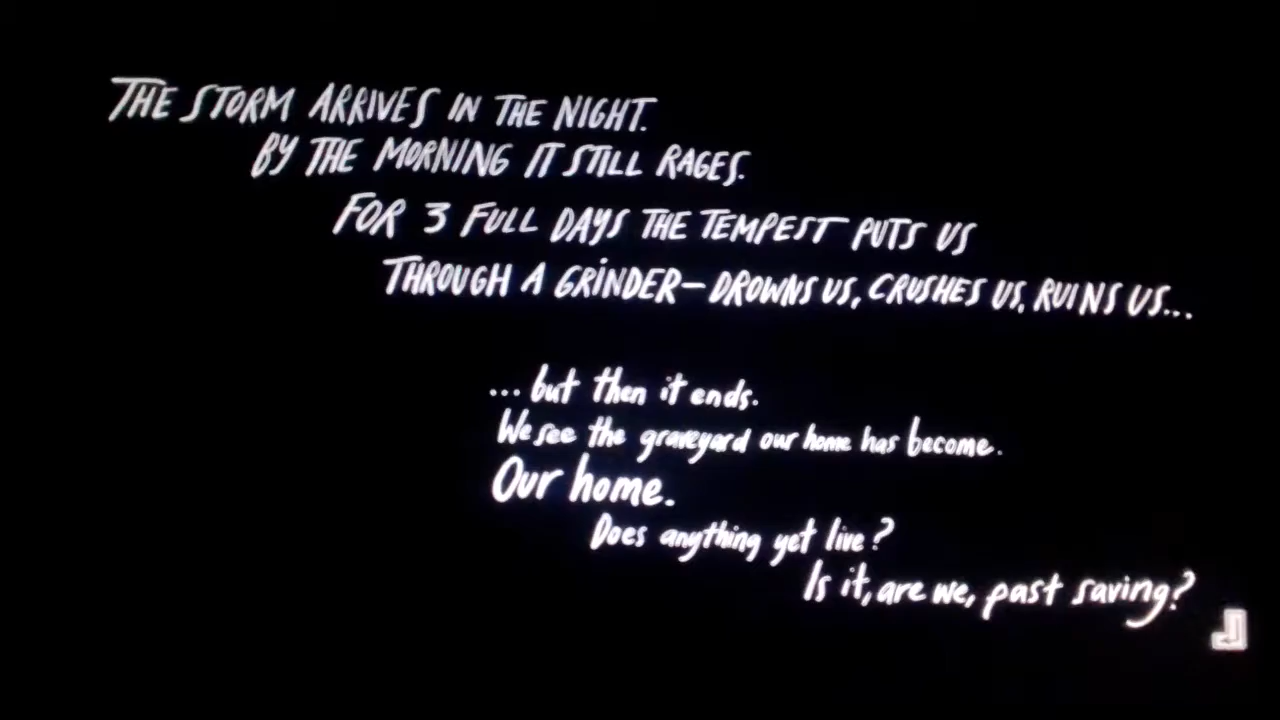 THE STORM ARRIVES IN THE NIGHT.
BY THE MORNING IT STILL RAGES.
FOR 3 FULL DAYS THE TEMPEST PUTS US
THROUGH A GRINDER—DROWNS US, CRUSHES US, RUINS US...
... but then it ends.
We see the graveyard our home has become.
Our home.
Does anything yet live?
Is it, are we, past saving?